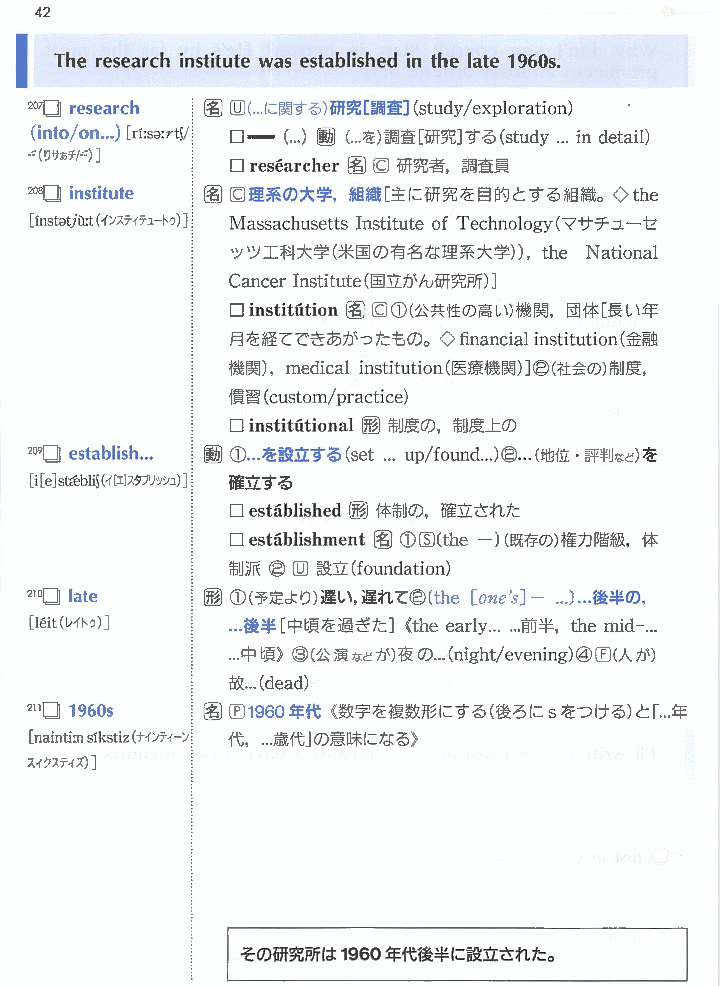 42
The research institute was established in the late 1960s.
207 research
(into/on...) [rí:sə:rtʃ/
名 U(...に関する)研究[調査](study/exploration)
□━ (...) 動 (...を)調査[研究]する(study ... in detail)
□ reséarcher 名 C 研究者，調査員
208 institute
[ínstət/ù:t(インスティテュートゥ)]
名 C理系の大学，組織[主に研究を目的とする組織。◇the
Massachusetts Institute of Technology(マサチューセ
ッツ工科大学(米国の有名な理系大学))，the National
Cancer Institute(国立がん研究所)]
□ institútion 名 C①(公共性の高い)機関，団体[長い年
月を経てできあがったもの。◇financial institution(金融
機関)，medical institution(医療機関)]②(社会の)制度，
慣習(custom/practice)
□ institútional 形 制度の，制度上の
209 establish...
[i[e]stǽbliʃ(イ[エ]スタブリッシュ)]
動 ①...を設立する(set ... up/found...)②...(地位・評判など)を
確立する
□ estáblished 形 体制の，確立された
□ estáblishment 名 ①S(the ―)(既存の)権力階級，体
制派 ② U 設立(foundation)
210 late
[léit(レイトゥ)]
形 ①(予定より)遅い，遅れて②(the [one's]― ...)...後半の，
...後半[中頃を過ぎた]《the early... ...前半，the mid-...
...中頃》③(公演などが)夜の...(night/evening)④F(人が)
故...(dead)
211 1960s
[naintíːn síkstiz(ナインティーン
スィクスティズ)]
名 P1960年代《数字を複数形にする(後ろにsをつける)と「...年
代，...歳代」の意味になる》
その研究所は1960年代後半に設立された。